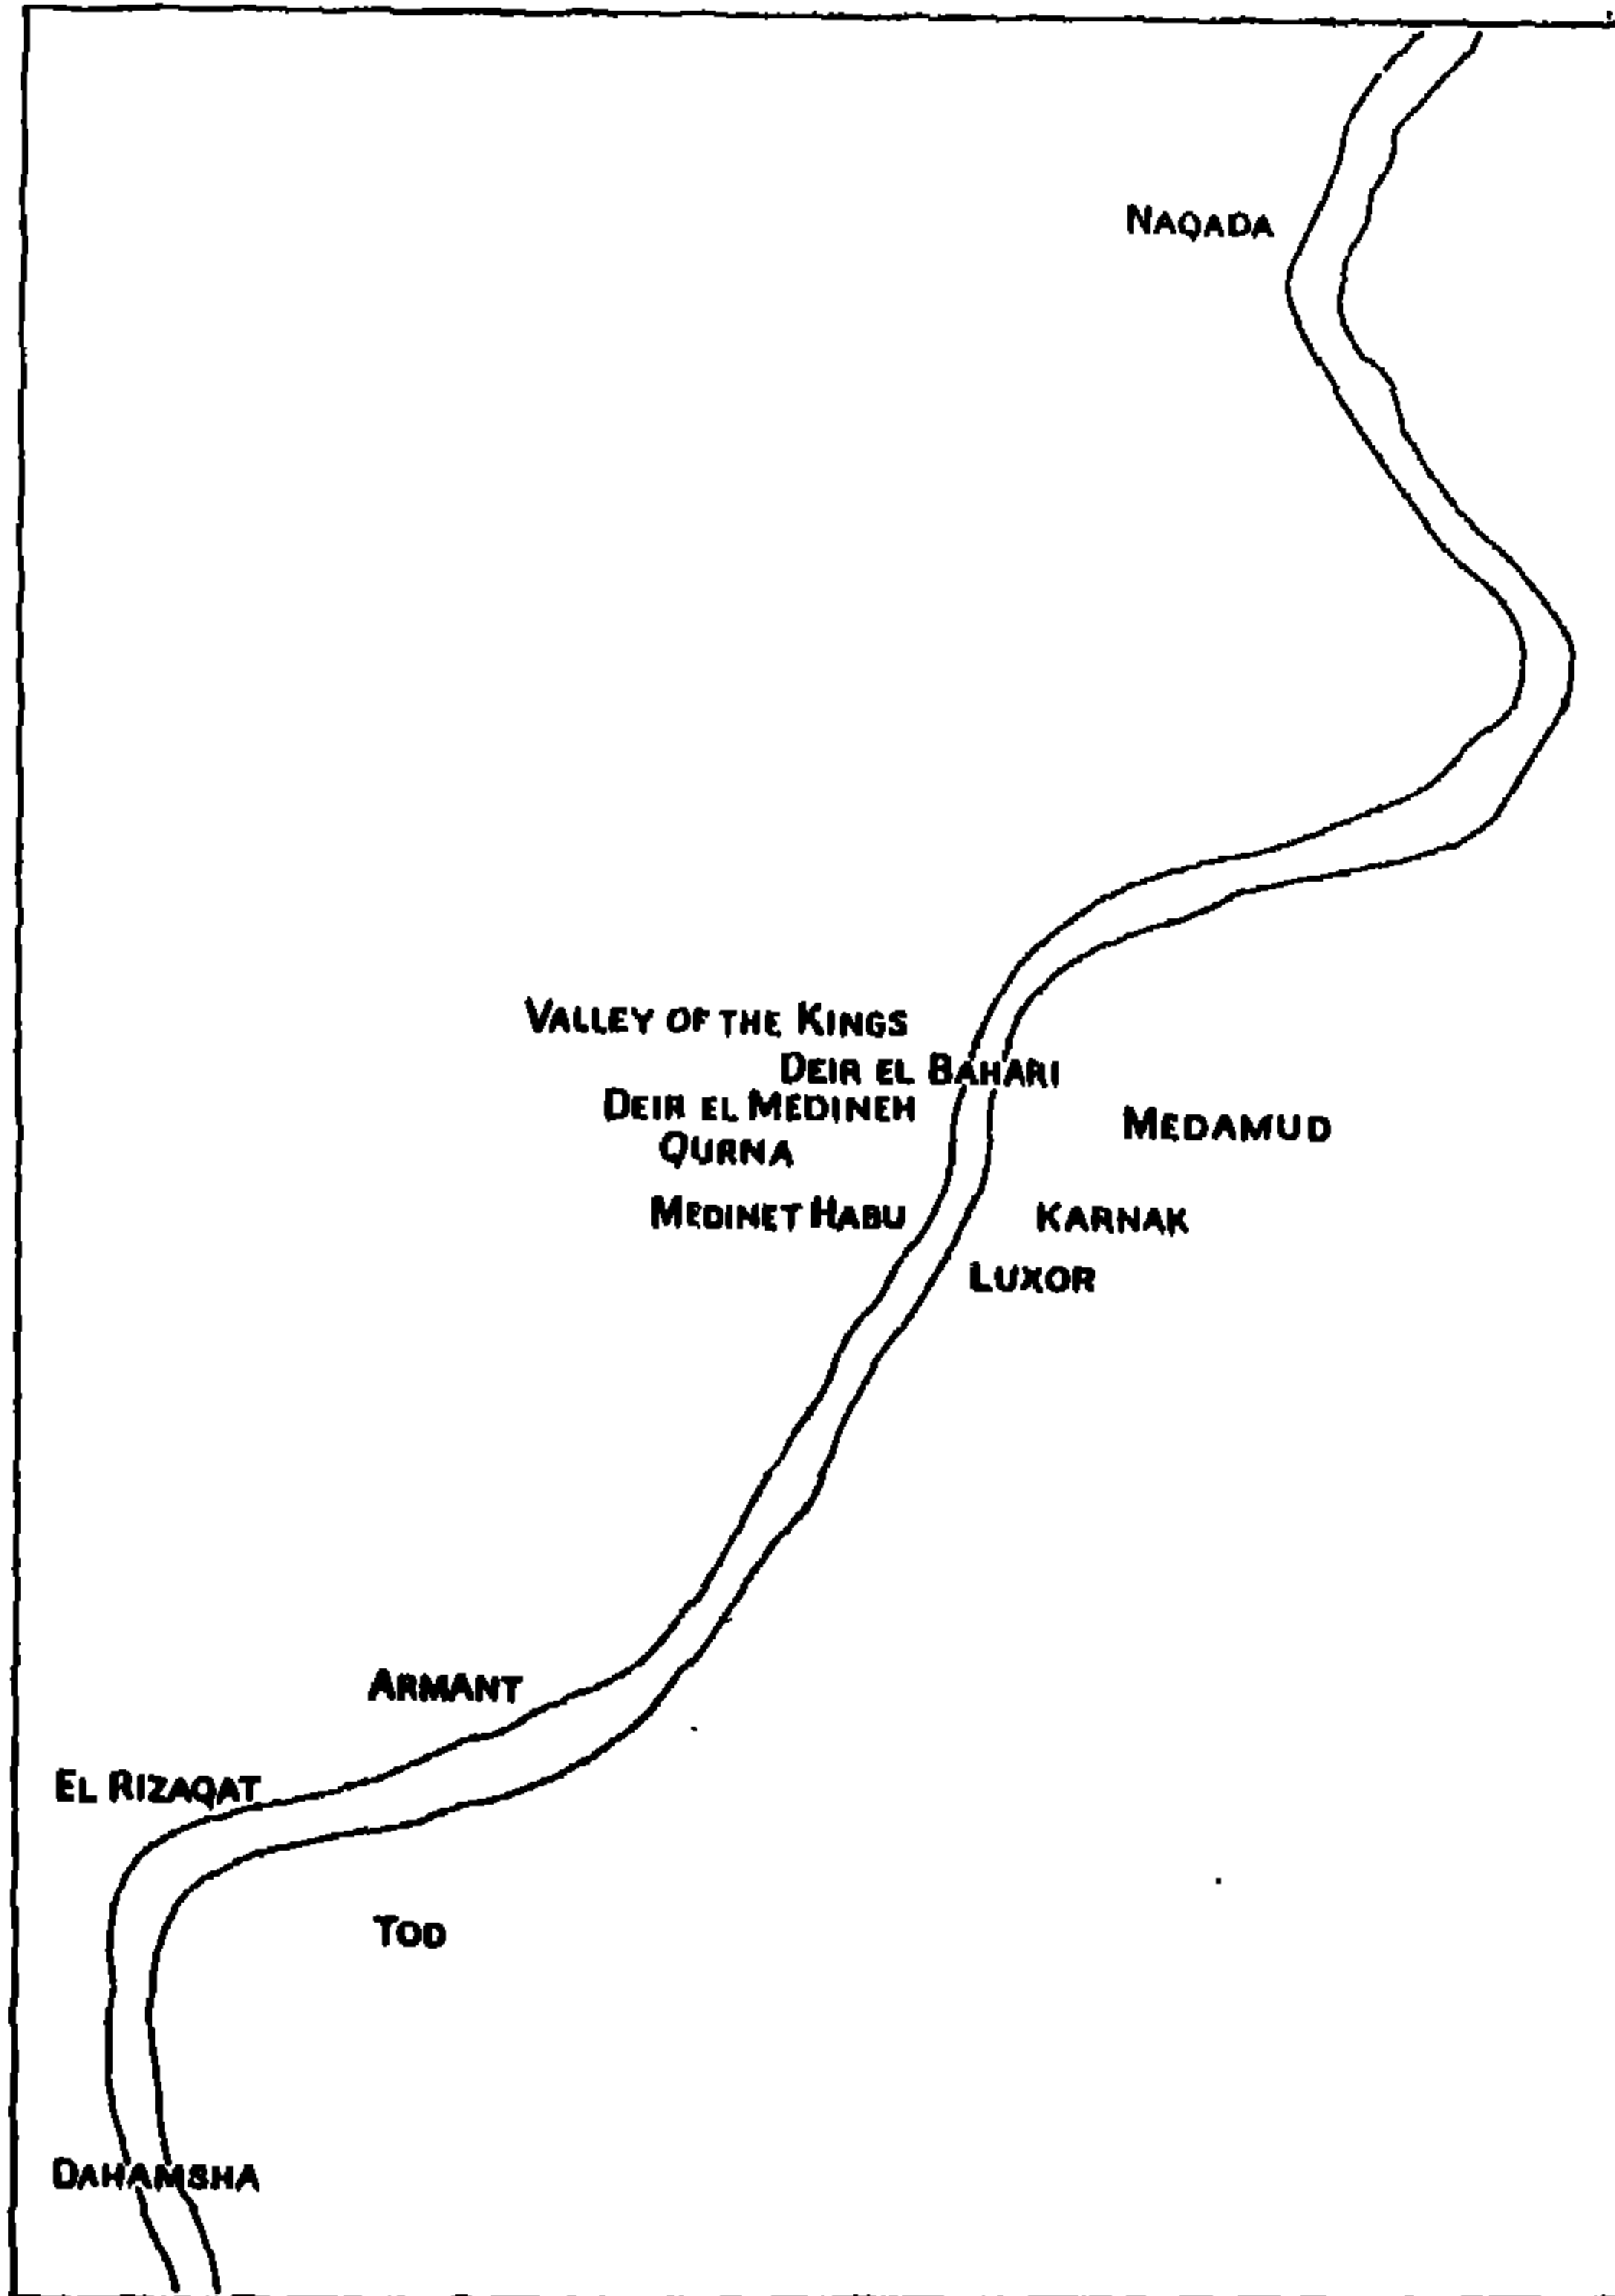 NAQADA
VALLEY OF THE KINGS
DEIR EL BAHARI
DEIR EL MEDINEH
MEDAMUD
QURNA
MEDINET HABU
KARNAK
LUXOR
ARMANT
EL RIZAQAT
TOD
DAHAMSHA